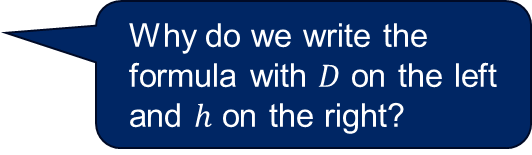 Why do we write the
formula with D on the left
and h on the right?